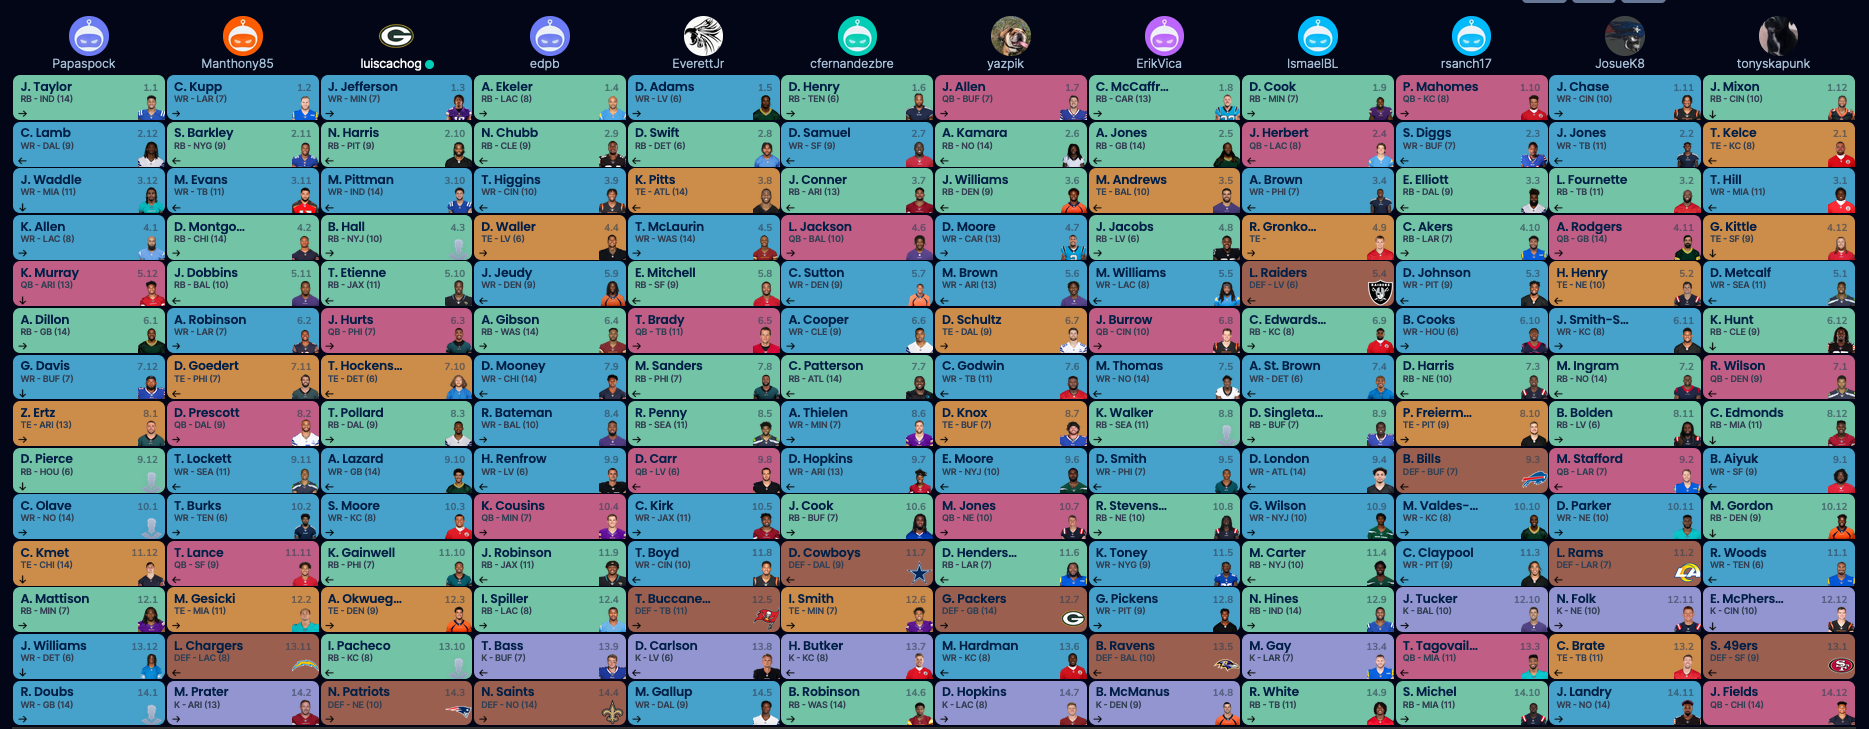 Papaspock Manthony85 luiscachog edpb EverettJr cfernandezbre yazpik ErikVica IsmaelBL rsanch17 JosueK8 tonyskapunk
J. Taylor 1.1 C. Kupp 1.2 J. Jefferson 1.3 A. Ekeler 1.4 D. Adams 1.5 D. Henry 1.6 J. Allen 1.7 C. McCaffr... 1.8 D. Cook 1.9 P. Mahomes 1.10 J. Chase 1.11 J. Mixon 1.12
RB - IND (14) WR - LAR (7) WR - MIN (7) RB - LAC (8) WR - LV (6) RB - TEN (6) QB - BUF (7) RB - CAR (13) RB - MIN (7) QB - KC (8) WR - CIN (10) RB - CIN (10)
→ → → → → → → → → → → ↓
C. Lamb 2.12 S. Barkley 2.11 N. Harris 2.10 N. Chubb 2.9 D. Swift 2.8 D. Samuel 2.7 A. Kamara 2.6 A. Jones 2.5 J. Herbert 2.4 S. Diggs 2.3 J. Jones 2.2 T. Kelce 2.1
WR - DAL (9) RB - NYG (9) RB - PIT (9) RB - CLE (9) RB - DET (6) WR - SF (9) RB - NO (14) RB - GB (14) QB - LAC (8) WR - BUF (7) WR - TB (11) TE - KC (8)
← ← ← ← ← ← ← ← ← ← ← ←
J. Waddle 3.12 M. Evans 3.11 M. Pittman 3.10 T. Higgins 3.9 K. Pitts 3.8 J. Conner 3.7 J. Williams 3.6 M. Andrews 3.5 A. Brown 3.4 E. Elliott 3.3 L. Fournette 3.2 T. Hill 3.1
WR - MIA (11) WR - TB (11) WR - IND (14) WR - CIN (10) TE - ATL (14) RB - ARI (13) RB - DEN (9) TE - BAL (10) WR - PHI (7) RB - DAL (9) RB - TB (11) WR - MIA (11)
↓ ← ← ← ← ← ← ← ← ← ← ←
K. Allen 4.1 D. Montgo... 4.2 B. Hall 4.3 D. Waller 4.4 T. McLaurin 4.5 L. Jackson 4.6 D. Moore 4.7 J. Jacobs 4.8 R. Gronko... 4.9 C. Akers 4.10 A. Rodgers 4.11 G. Kittle 4.12
WR - LAC (8) RB - CHI (14) RB - NYJ (10) TE - LV (6) WR - WAS (14) QB - BAL (10) WR - CAR (13) RB - LV (6) TE - RB - LAR (7) QB - GB (14) TE - SF (9)
→ → → → → → → → → → → ↓
K. Murray 5.12 J. Dobbins 5.11 T. Etienne 5.10 J. Jeudy 5.9 E. Mitchell 5.8 C. Sutton 5.7 M. Brown 5.6 M. Williams 5.5 L. Raiders 5.4 D. Johnson 5.3 H. Henry 5.2 D. Metcalf 5.1
QB - ARI (13) RB - BAL (10) RB - JAX (11) WR - DEN (9) RB - SF (9) WR - DEN (9) WR - ARI (13) WR - LAC (8) DEF - LV (6) WR - PIT (9) TE - NE (10) WR - SEA (11)
↓ ← ← ← ← ← ← ← ← ← ← ←
A. Dillon 6.1 A. Robinson 6.2 J. Hurts 6.3 A. Gibson 6.4 T. Brady 6.5 A. Cooper 6.6 D. Schultz 6.7 J. Burrow 6.8 C. Edwards... 6.9 B. Cooks 6.10 J. Smith-S... 6.11 K. Hunt 6.12
RB - GB (14) WR - LAR (7) QB - PHI (7) RB - WAS (14) QB - TB (11) WR - CLE (9) TE - DAL (9) QB - CIN (10) RB - KC (8) WR - HOU (6) WR - KC (8) RB - CLE (9)
→ → → → → → → → → → → ↓
G. Davis 7.12 D. Goedert 7.11 T. Hockens... 7.10 D. Mooney 7.9 M. Sanders 7.8 C. Patterson 7.7 C. Godwin 7.6 M. Thomas 7.5 A. St. Brown 7.4 D. Harris 7.3 M. Ingram 7.2 R. Wilson 7.1
WR - BUF (7) TE - PHI (7) TE - DET (6) WR - CHI (14) RB - PHI (7) RB - ATL (14) WR - TB (11) WR - NO (14) WR - DET (6) RB - NE (10) RB - NO (14) QB - DEN (9)
↓ ← ← ← ← ← ← ← ← ← ← ←
Z. Ertz 8.1 D. Prescott 8.2 T. Pollard 8.3 R. Bateman 8.4 R. Penny 8.5 A. Thielen 8.6 D. Knox 8.7 K. Walker 8.8 D. Singleta... 8.9 P. Freierm... 8.10 B. Bolden 8.11 C. Edmonds 8.12
TE - ARI (13) QB - DAL (9) RB - DAL (9) WR - BAL (10) RB - SEA (11) WR - MIN (7) TE - BUF (7) RB - SEA (11) RB - BUF (7) TE - PIT (9) RB - LV (6) RB - MIA (11)
→ → → → → → → → → → → ↓
D. Pierce 9.12 T. Lockett 9.11 A. Lazard 9.10 H. Renfrow 9.9 D. Carr 9.8 D. Hopkins 9.7 E. Moore 9.6 D. Smith 9.5 D. London 9.4 B. Bills 9.3 M. Stafford 9.2 B. Aiyuk 9.1
RB - HOU (6) WR - SEA (11) WR - GB (14) WR - LV (6) QB - LV (6) WR - ARI (13) WR - NYJ (10) WR - PHI (7) WR - ATL (14) DEF - BUF (7) QB - LAR (7) WR - SF (9)
↓ ← ← ← ← ← ← ← ← ← ← ←
C. Olave 10.1 T. Burks 10.2 S. Moore 10.3 K. Cousins 10.4 C. Kirk 10.5 J. Cook 10.6 M. Jones 10.7 R. Stevens... 10.8 G. Wilson 10.9 M. Valdes-... 10.10 D. Parker 10.11 M. Gordon 10.12
WR - NO (14) WR - TEN (6) WR - KC (8) QB - MIN (7) WR - JAX (11) RB - BUF (7) QB - NE (10) RB - NE (10) WR - NYJ (10) WR - KC (8) WR - NE (10) RB - DEN (9)
→ → → → → → → → → → → ↓
C. Kmet 11.12 T. Lance 11.11 K. Gainwell 11.10 J. Robinson 11.9 T. Boyd 11.8 D. Cowboys 11.7 D. Henders... 11.6 K. Toney 11.5 M. Carter 11.4 C. Claypool 11.3 L. Rams 11.2 R. Woods 11.1
TE - CHI (14) QB - SF (9) RB - PHI (7) RB - JAX (11) WR - CIN (10) DEF - DAL (9) RB - LAR (7) WR - NYG (9) RB - NYJ (10) WR - PIT (9) DEF - LAR (7) WR - TEN (6)
↓ ← ← ← ← ← ← ← ← ← ← ←
A. Mattison 12.1 M. Gesicki 12.2 A. Okwueg... 12.3 I. Spiller 12.4 T. Buccane... 12.5 I. Smith 12.6 G. Packers 12.7 G. Pickens 12.8 N. Hines 12.9 J. Tucker 12.10 N. Folk 12.11 E. McPhers... 12.12
RB - MIN (7) TE - MIA (11) TE - DEN (9) RB - LAC (8) DEF - TB (11) TE - MIN (7) DEF - GB (14) WR - PIT (9) RB - IND (14) K - BAL (10) K - NE (10) K - CIN (10)
→ → → → → → → → → → → ↓
J. Williams 13.12 L. Chargers 13.11 I. Pacheco 13.10 T. Bass 13.9 D. Carlson 13.8 H. Butker 13.7 M. Hardman 13.6 B. Ravens 13.5 M. Gay 13.4 T. Tagovail... 13.3 C. Brate 13.2 S. 49ers 13.1
WR - DET (6) DEF - LAC (8) RB - KC (8) K - BUF (7) K - LV (6) K - KC (8) WR - KC (8) DEF - BAL (10) K - LAR (7) QB - MIA (11) TE - TB (11) DEF - SF (9)
↓ ← ← ← ← ← ← ← ← ← ← ←
R. Doubs 14.1 M. Prater 14.2 N. Patriots 14.3 N. Saints 14.4 M. Gallup 14.5 B. Robinson 14.6 D. Hopkins 14.7 B. McManus 14.8 R. White 14.9 S. Michel 14.10 J. Landry 14.11 J. Fields 14.12
WR - GB (14) K - ARI (13) DEF - NE (10) DEF - NO (14) WR - DAL (9) RB - WAS (14) K - LAC (8) K - DEN (9) RB - TB (11) RB - MIA (11) WR - NO (14) QB - CHI (14)
→ → → → → → → → → → → →